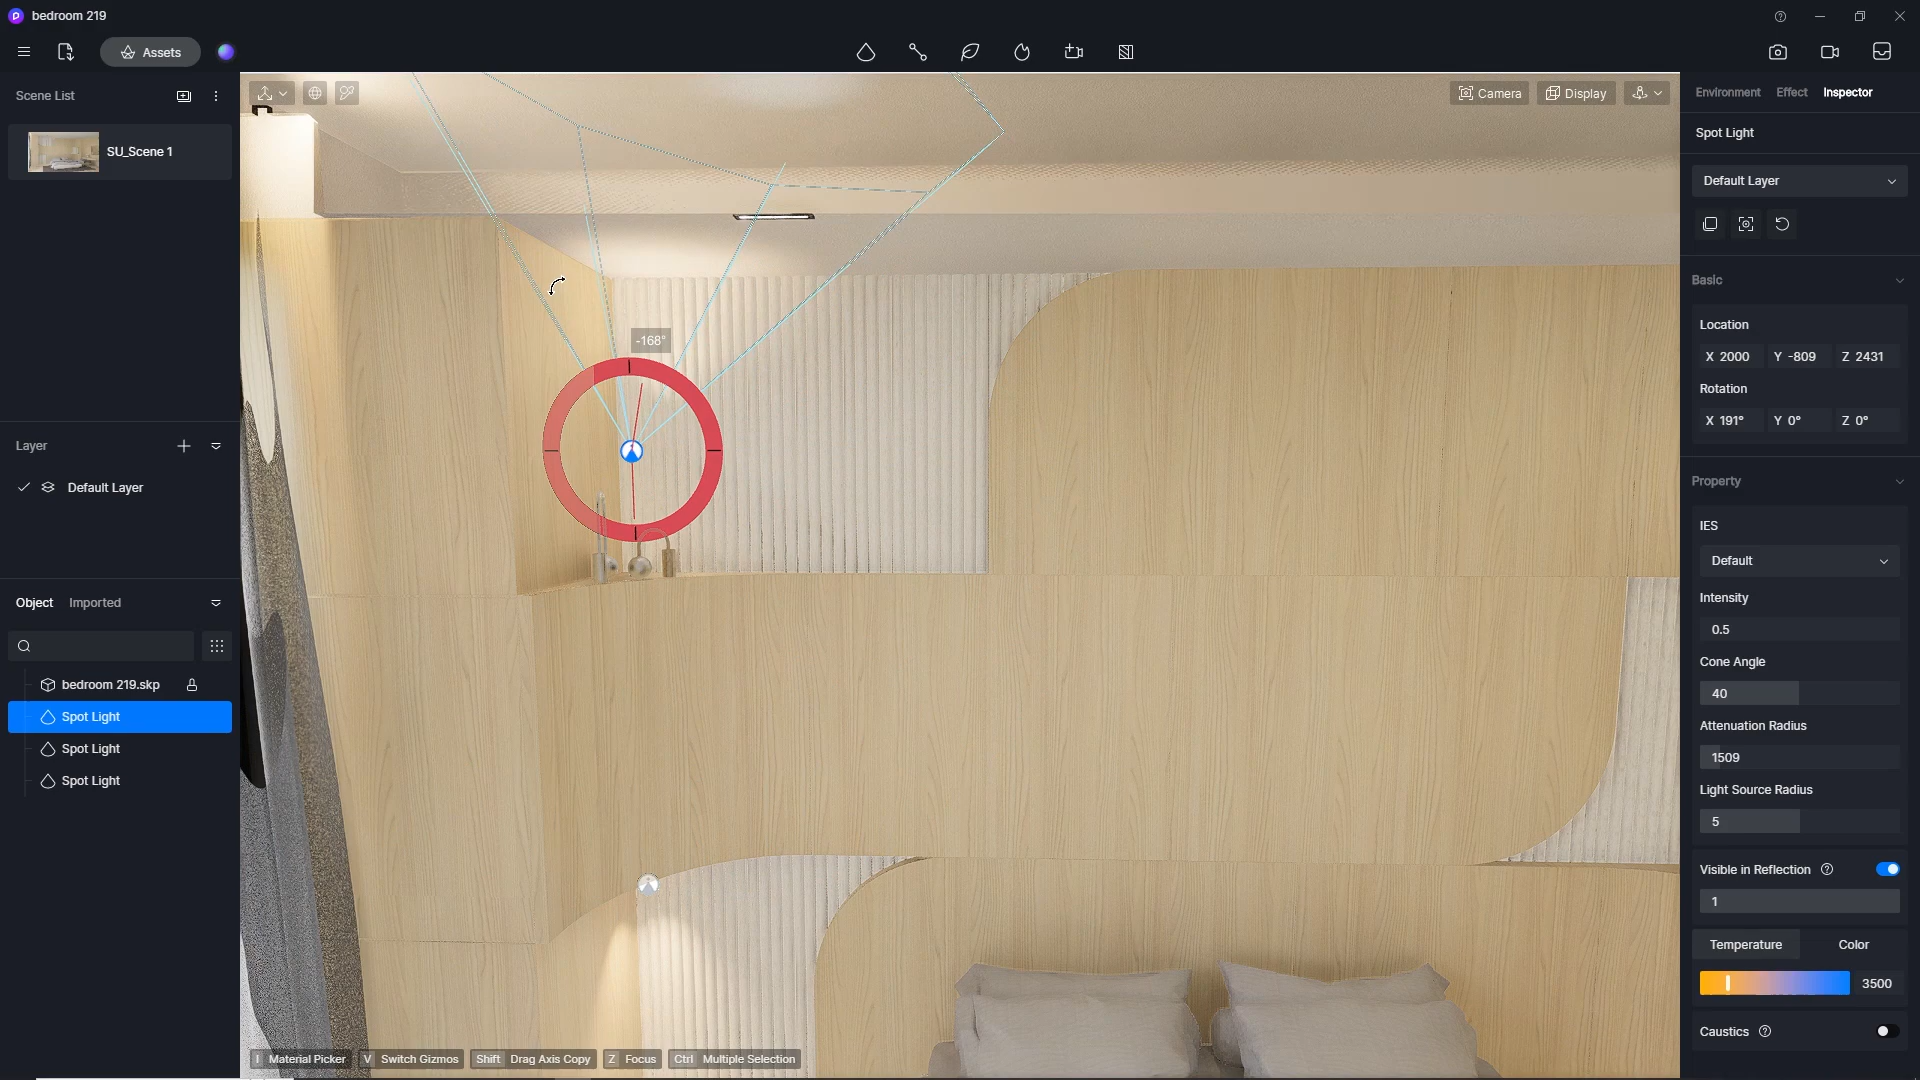 bedroom 219
Assets
Scene List
SU_Scene 1
Camera
Display
Environment
Effect
Inspector
Spot Light
Default Layer
Basic
Location
X 2000
Y -809
Z 2431
Rotation
X 191°
Y 0°
Z 0°
-168°
Layer
Default Layer
Property
IES
Default
Intensity
0.5
Cone Angle
40
Attenuation Radius
1509
Light Source Radius
5
Visible in Reflection
1
Temperature
Color
3500
Caustics
Object
Imported
bedroom 219.skp
Spot Light
Spot Light
Spot Light
I Material Picker
V Switch Gizmos
Shift Drag Axis Copy
Z Focus
Ctrl Multiple Selection